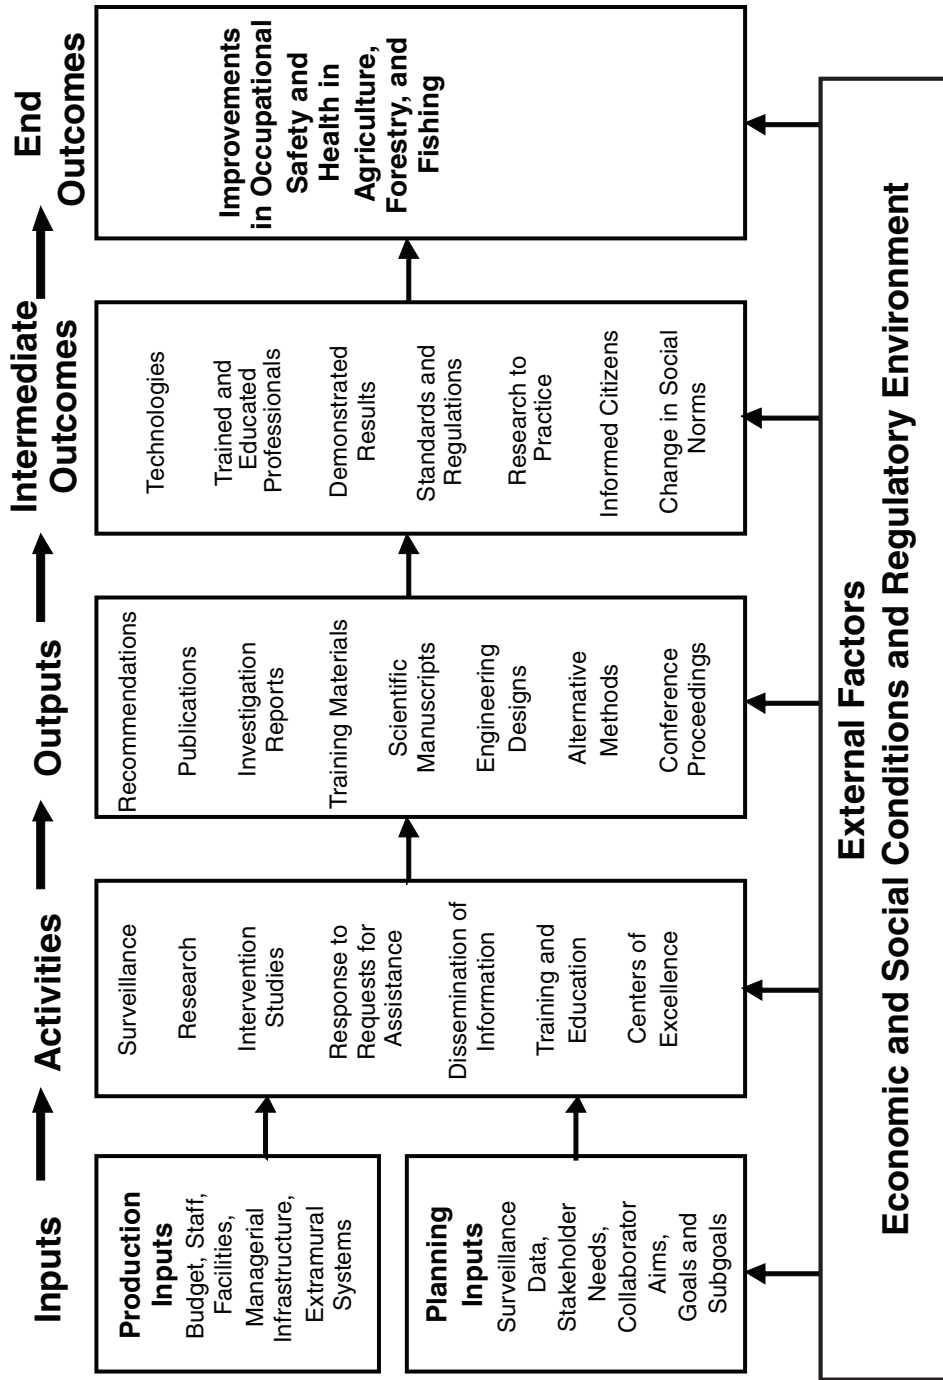 Inputs
Activities
Outputs
Intermediate
Outcomes
End
Outcomes
Production
Inputs
Budget, Staff,
Facilities,
Managerial
Infrastructure,
Extramural
Systems
Planning
Inputs
Surveillance
Data,
Stakeholder
Needs,
Collaborator
Aims,
Goals and
Subgoals
Surveillance
Research
Intervention
Studies
Response to
Requests for
Assistance
Dissemination of
Information
Training and
Education
Centers of
Excellence
Recommendations
Publications
Investigation
Reports
Training Materials
Scientific
Manuscripts
Engineering
Designs
Alternative
Methods
Conference
Proceedings
Technologies
Trained and
Educated
Professionals
Demonstrated
Results
Standards and
Regulations
Research to
Practice
Informed Citizens
Change in Social
Norms
Improvements
in Occupational
Safety and
Health in
Agriculture,
Forestry, and
Fishing
External Factors
Economic and Social Conditions and Regulatory Environment